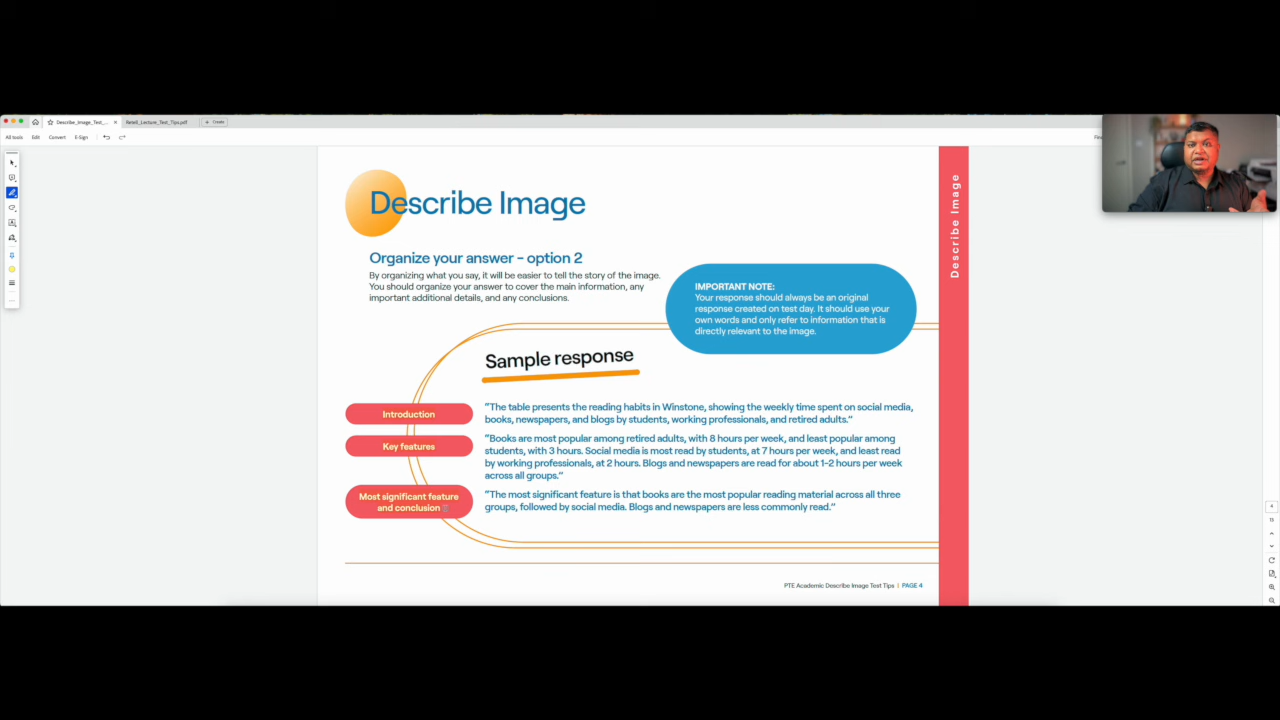 Describe_Image_Test_...
Retell_Lecture_Test_Tips.pdf
Create
All tools
Edit
Convert
E-Sign
Describe Image
Describe Image
Organize your answer - option 2
By organizing what you say, it will be easier to tell the story of the image.
You should organize your answer to cover the main information, any
important additional details, and any conclusions.
IMPORTANT NOTE:
Your response should always be an original
response created on test day. It should use your
own words and only refer to information that is
directly relevant to the image.
Sample response
Introduction
"The table presents the reading habits in Winstone, showing the weekly time spent on social media,
books, newspapers, and blogs by students, working professionals, and retired adults."
Key features
"Books are most popular among retired adults, with 8 hours per week, and least popular among
students, with 3 hours. Social media is most read by students, at 7 hours per week, and least read
by working professionals, at 2 hours. Blogs and newspapers are read for about 1-2 hours per week
across all groups."
Most significant feature
and conclusion
"The most significant feature is that books are the most popular reading material across all three
groups, followed by social media. Blogs and newspapers are less commonly read."
PTE Academic Describe Image Test Tips | PAGE 4
4